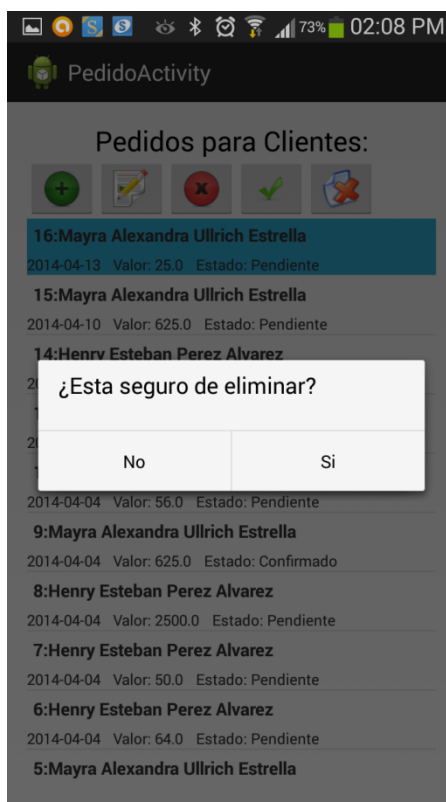 73% 02:08 PM
PedidoActivity
Pedidos para Clientes:
16:Mayra Alexandra Ullrich Estrella
2014-04-13 Valor: 25.0 Estado: Pendiente
15:Mayra Alexandra Ullrich Estrella
2014-04-10 Valor: 625.0 Estado: Pendiente
14:Henry Esteban Perez Alvarez
¿Esta seguro de eliminar?
No Si
2014-04-04 Valor: 56.0 Estado: Pendiente
9:Mayra Alexandra Ullrich Estrella
2014-04-04 Valor: 625.0 Estado: Confirmado
8:Henry Esteban Perez Alvarez
2014-04-04 Valor: 2500.0 Estado: Pendiente
7:Henry Esteban Perez Alvarez
2014-04-04 Valor: 50.0 Estado: Pendiente
6:Henry Esteban Perez Alvarez
2014-04-04 Valor: 64.0 Estado: Pendiente
5:Mayra Alexandra Ullrich Estrella